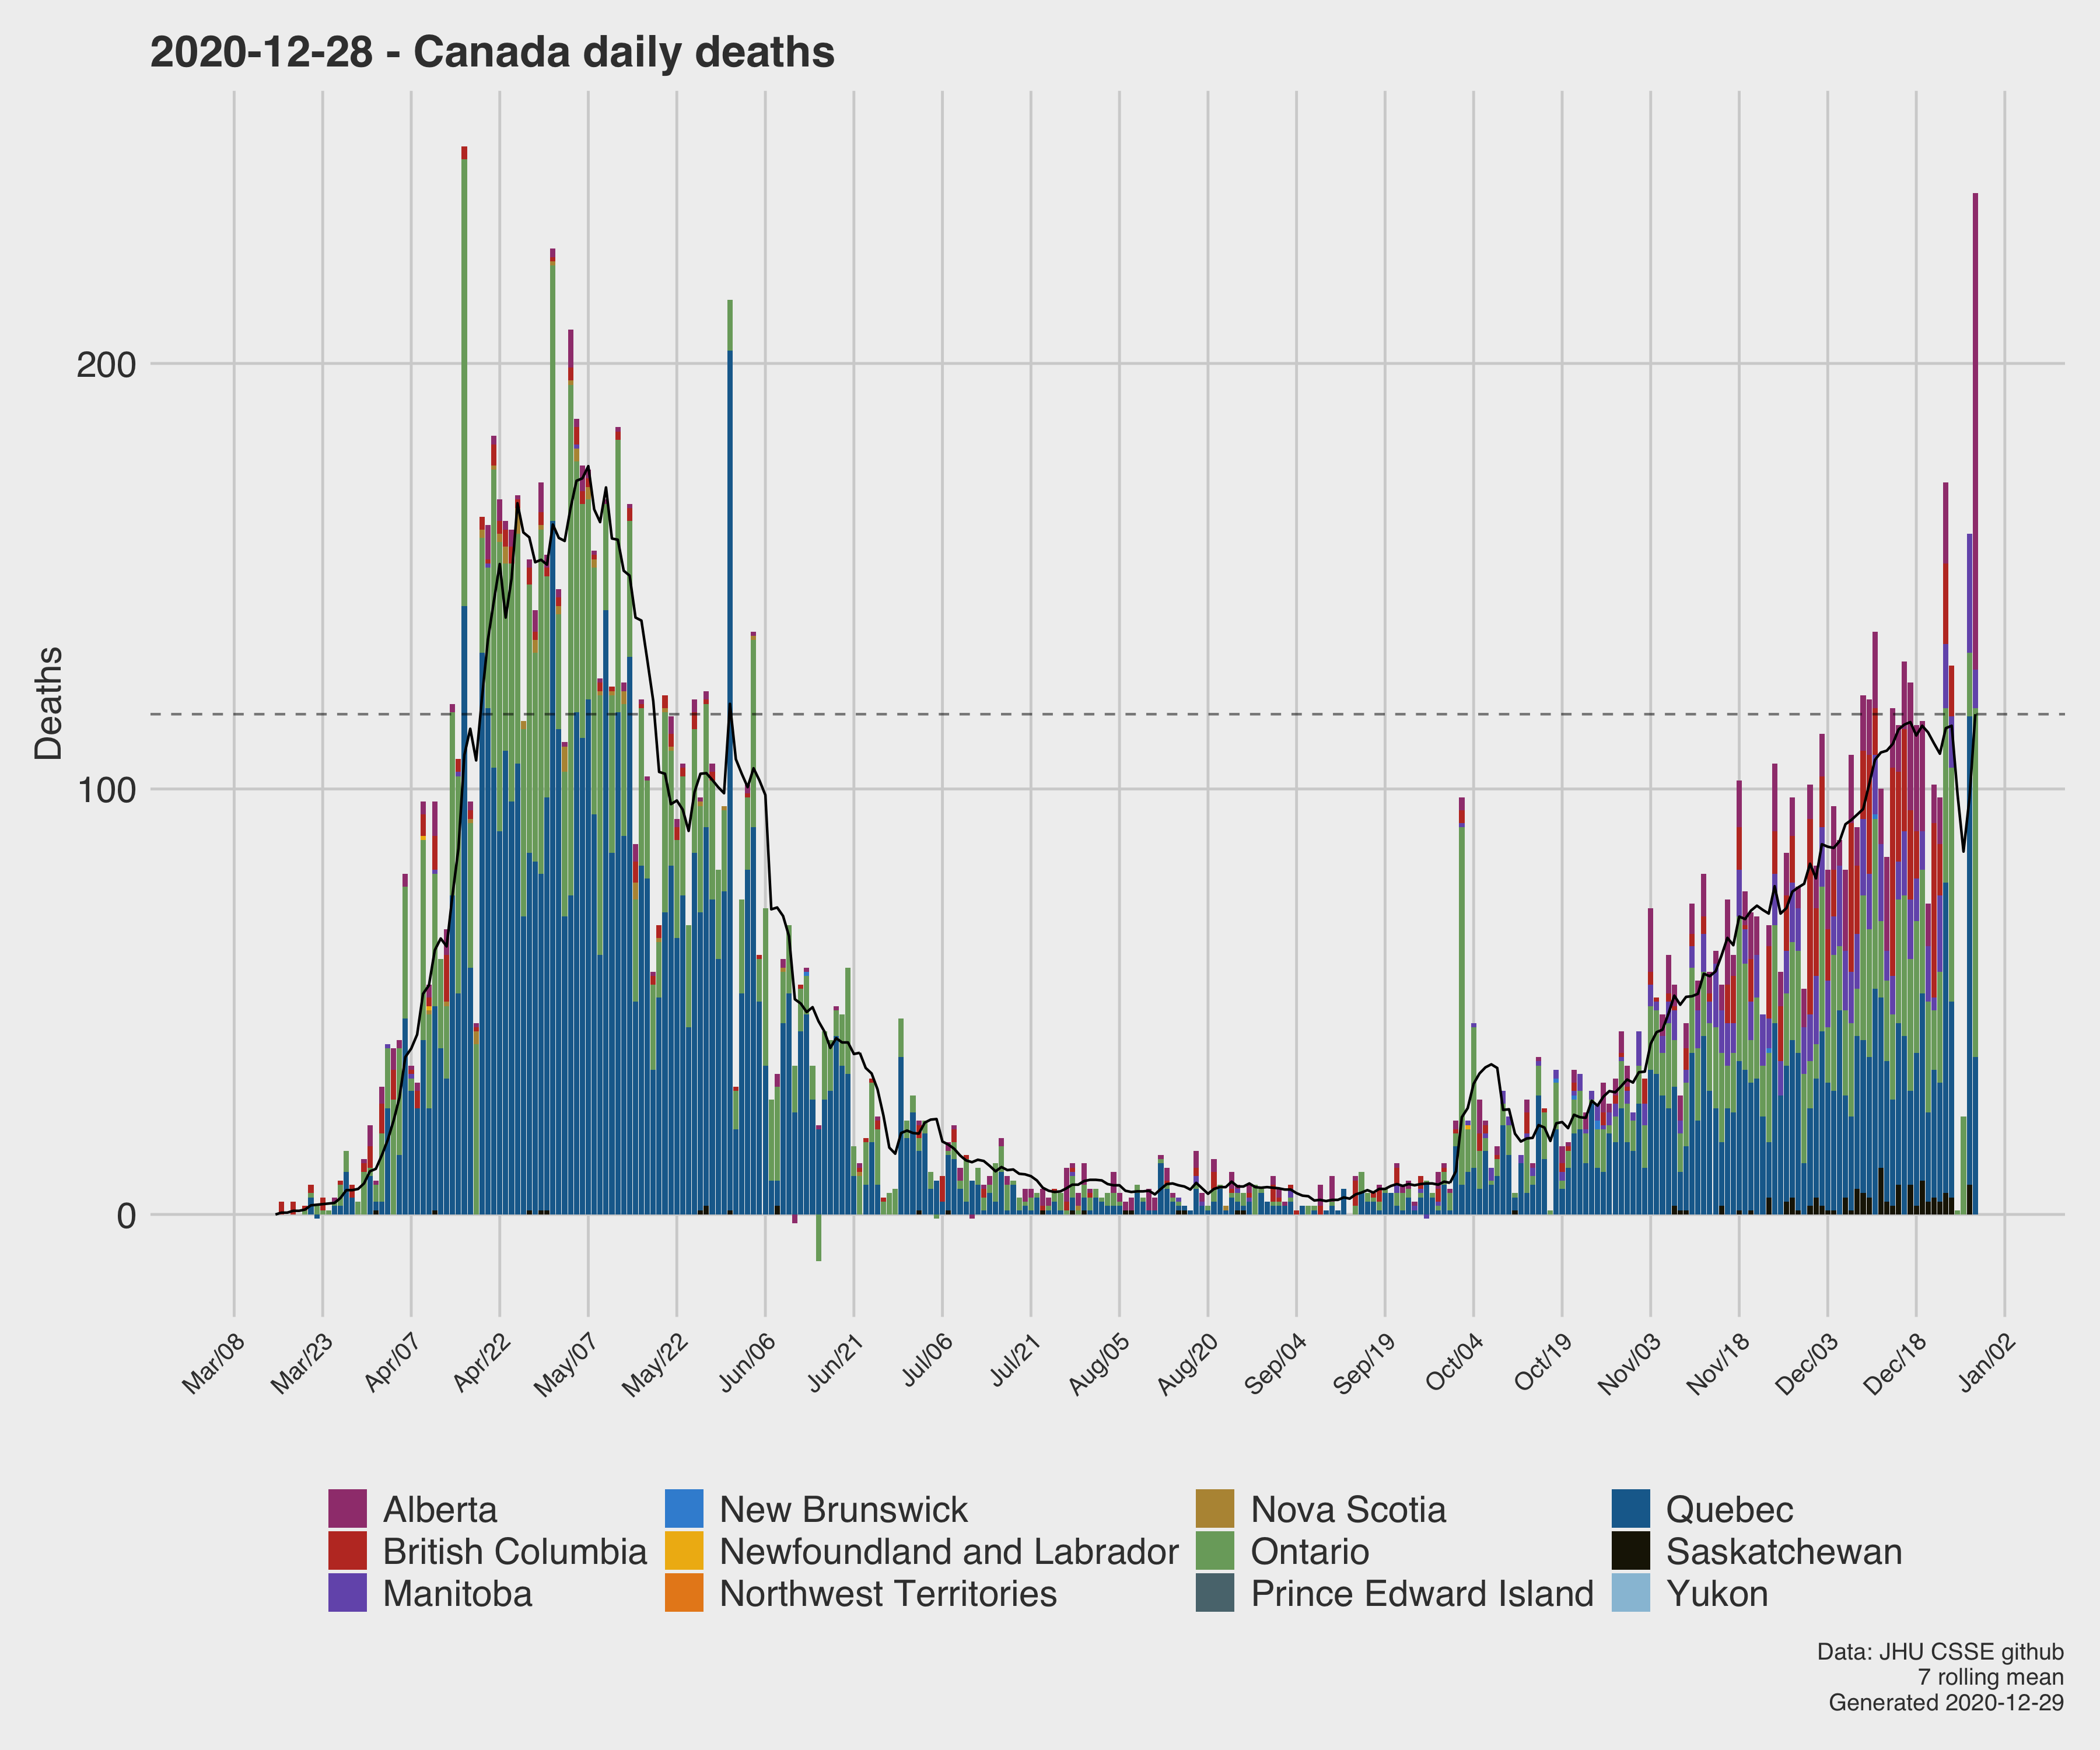 2020-12-28 - Canada daily deaths
Deaths
200
100
0
Mar/08
Mar/23
Apr/07
Apr/22
May/07
May/22
Jun/06
Jun/21
Jul/06
Jul/21
Aug/05
Aug/20
Sep/04
Sep/19
Oct/04
Oct/19
Nov/03
Nov/18
Dec/03
Dec/18
Jan/02
Alberta
British Columbia
Manitoba
New Brunswick
Newfoundland and Labrador
Northwest Territories
Nova Scotia
Ontario
Prince Edward Island
Quebec
Saskatchewan
Yukon
Data: JHU CSSE github
7 rolling mean
Generated 2020-12-29